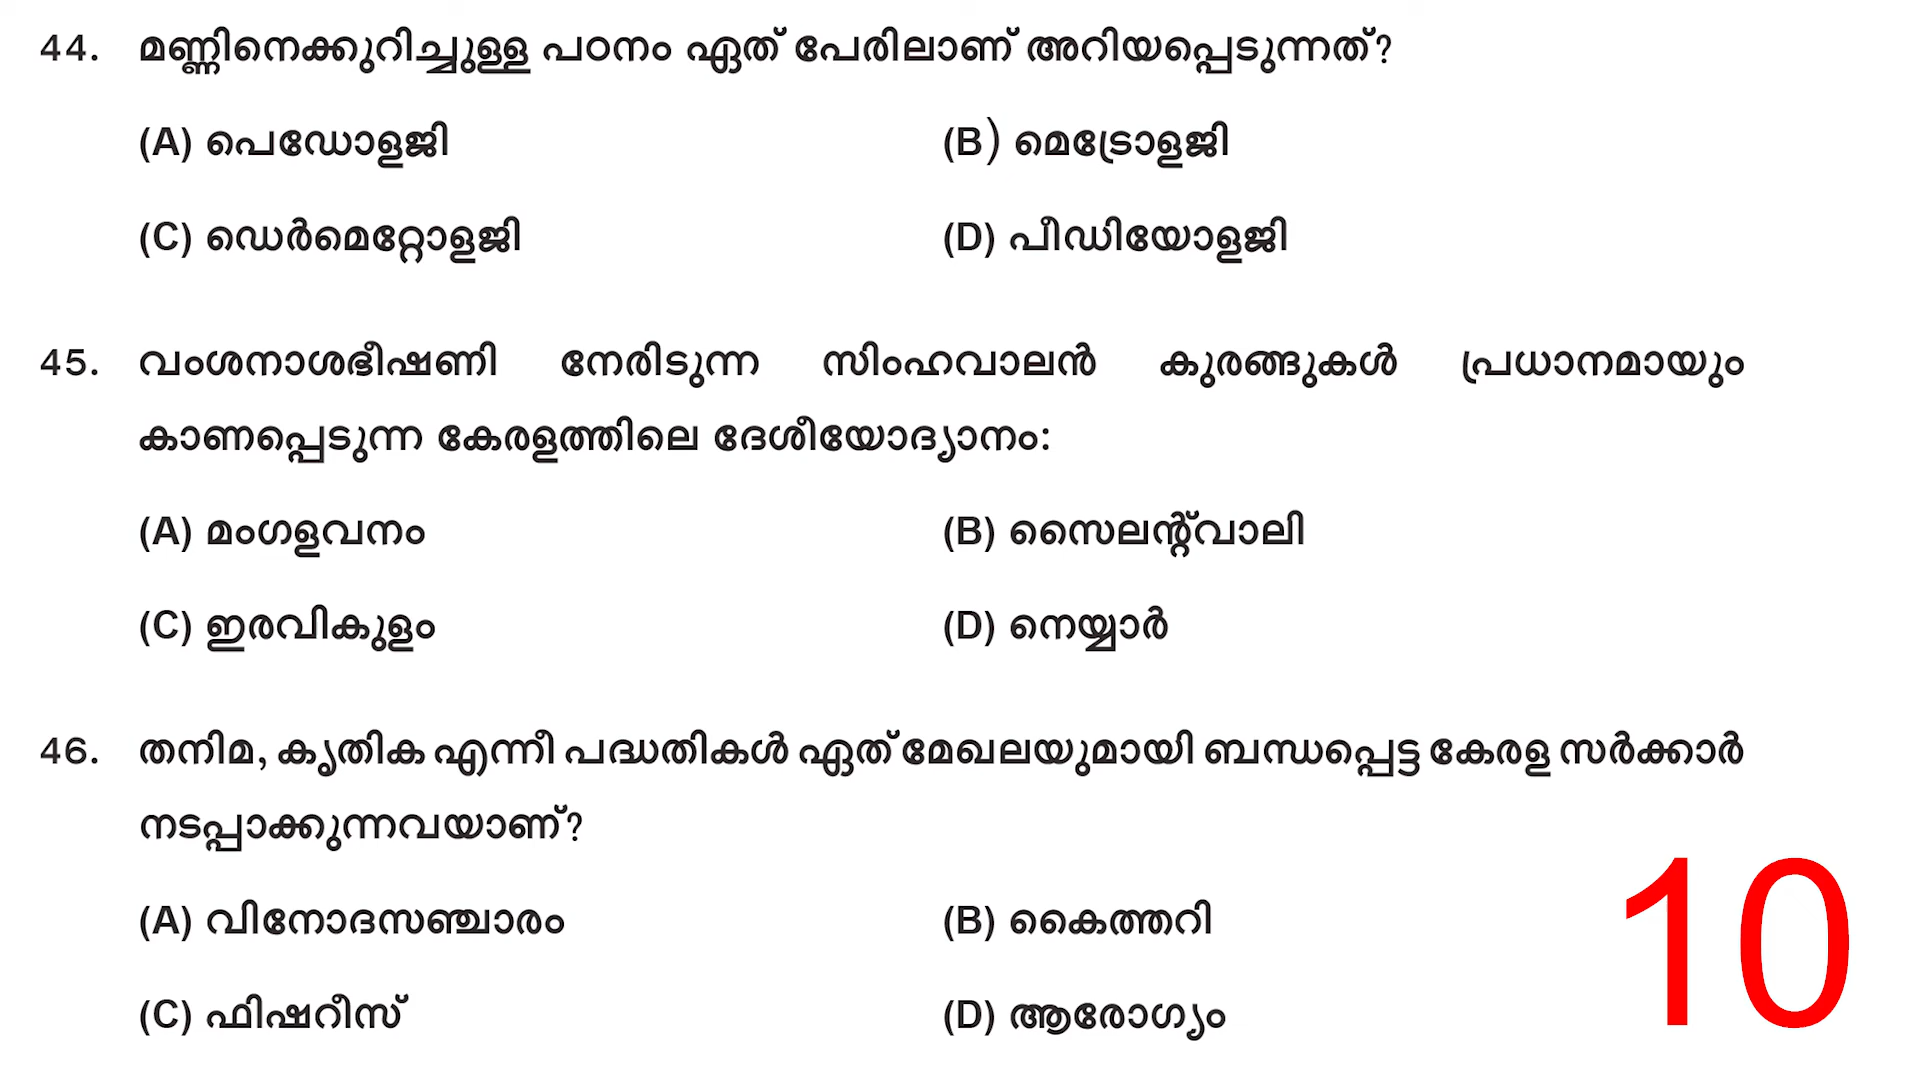 44. മണ്ണിനെക്കുറിച്ചുള്ള പഠനം ഏത് പേരിലാണ് അറിയപ്പെടുന്നത്?
(A) പെഡോളജി (B) മെട്രോളജി
(C) ഡെർമെറ്റോളജി (D) പീഡിയോളജി
45. വംശനാശഭീഷണി നേരിടുന്ന സിംഹവാലൻ കുരങ്ങുകൾ പ്രധാനമായും
കാണപ്പെടുന്ന കേരളത്തിലെ ദേശീയോദ്യാനം:
(A) മംഗളവനം (B) സൈലന്റ്‌വാലി
(C) ഇരവികുളം (D) നെയ്യാർ
46. തനിമ, കൃതിക എന്നീ പദ്ധതികൾ ഏത് മേഖലയുമായി ബന്ധപ്പെട്ട കേരള സർക്കാർ
നടപ്പാക്കുന്നവയാണ്?
(A) വിനോദസഞ്ചാരം (B) കൈത്തറി
(C) ഫിഷറീസ് (D) ആരോഗ്യം
10